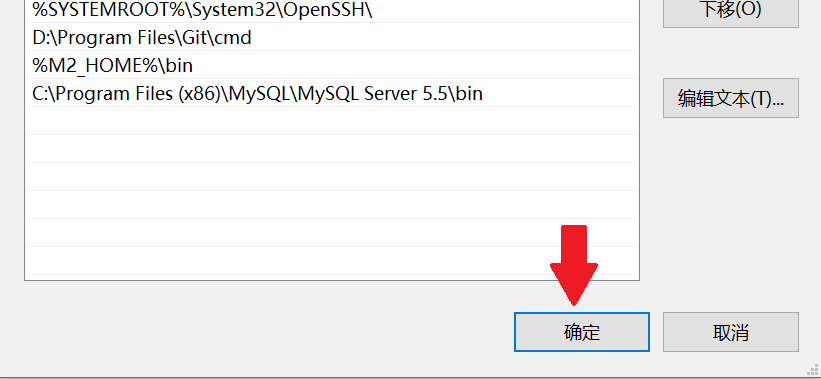 %SYSTEMROOT%\System32\OpenSSH\
下移(O)
D:\Program Files\Git\cmd
%M2_HOME%\bin
C:\Program Files (x86)\MySQL\MySQL Server 5.5\bin
编辑文本(T)...
确定
取消